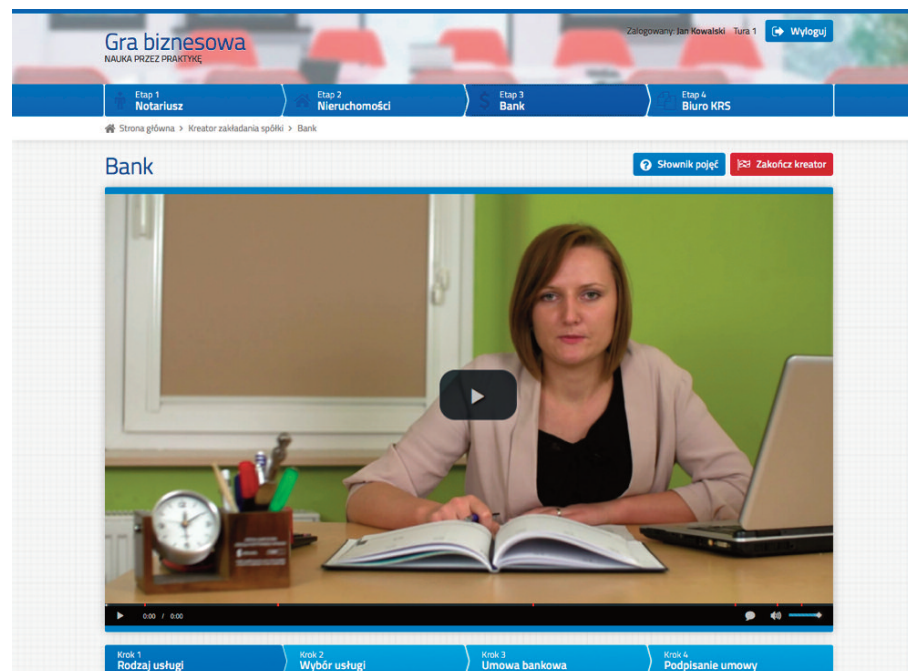 Gra biznesowa
NAUKA PRZEZ PRAKTYKĘ
Zalogowany: Jan Kowalski Tura 1
Wyloguj
Etap 1
Notariusz
Etap 2
Nieruchomości
Etap 3
Bank
Etap 4
Biuro KRS
Strona główna > Kreator zakładania spółki > Bank
Bank
Słownik pojęć
Zakończ kreator
0:00 / 0:00
Krok 1
Rodzaj usługi
Krok 2
Wybór usługi
Krok 3
Umowa bankowa
Krok 4
Podpisanie umowy